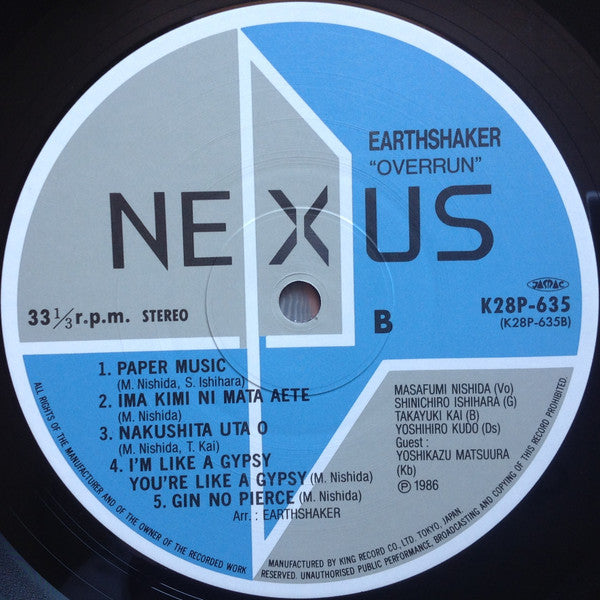 EARTHSHAKER
"OVERRUN"
NEXUS
33 1/3 r.p.m. STEREO
B
JASRAC
K28P-635
(K28P-635B)
1. PAPER MUSIC
(M. Nishida, S. Ishihara)
2. IMA KIMI NI MATA AETE
(M. Nishida)
3. NAKUSHITA UTA O
(M. Nishida, T. Kai)
4. I'M LIKE A GYPSY
YOU'RE LIKE A GYPSY (M. Nishida)
5. GIN NO PIERCE (M. Nishida)
Arr. : EARTHSHAKER
MASAFUMI NISHIDA (Vo)
SHINICHIRO ISHIHARA (G)
TAKAYUKI KAI (B)
YOSHIHIRO KUDO (Ds)
Guest :
YOSHIKAZU MATSUURA
(Kb)
Ⓟ 1986
ALL RIGHTS OF THE MANUFACTURER AND OF THE OWNER OF THE RECORDED WORK
RESERVED. UNAUTHORISED PUBLIC PERFORMANCE, BROADCASTING AND COPYING OF THIS RECORD PROHIBITED
MANUFACTURED BY KING RECORD CO., LTD. TOKYO, JAPAN.